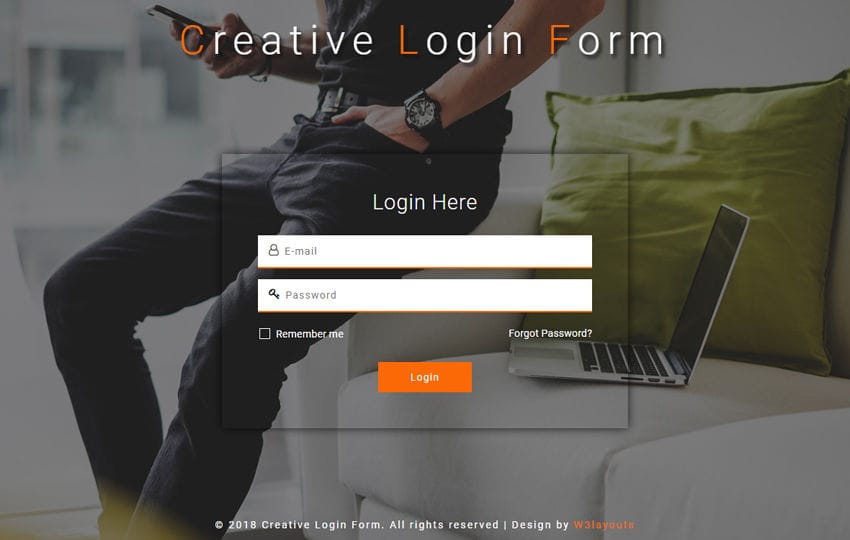 Creative Login Form
Login Here
E-mail
Password
Remember me
Forgot Password?
Login
© 2018 Creative Login Form. All rights reserved | Design by W3layouts